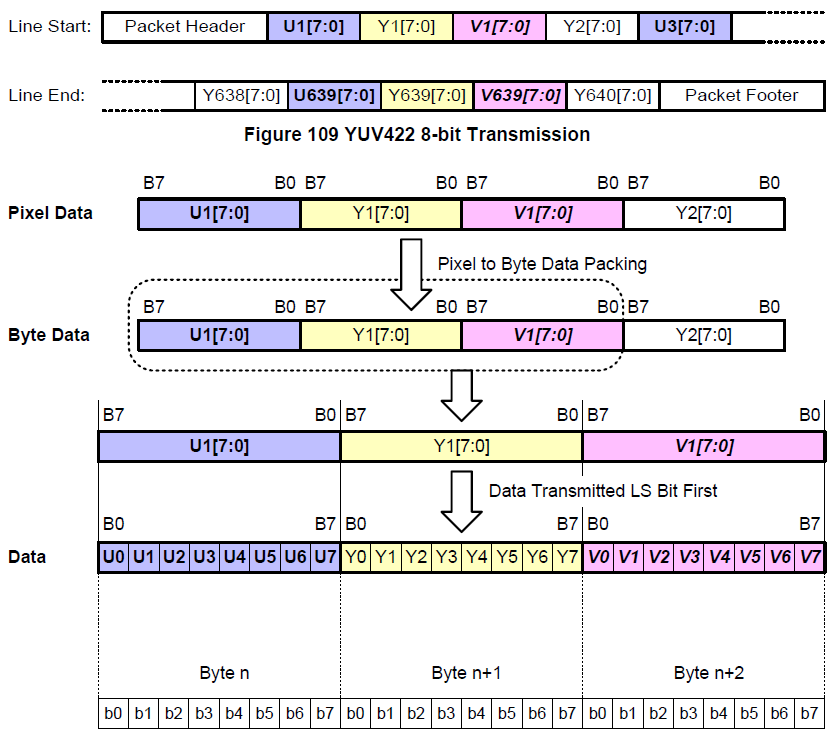 Line Start: Packet Header U1[7:0] Y1[7:0] V1[7:0] Y2[7:0] U3[7:0]
Line End: Y638[7:0] U639[7:0] Y639[7:0] V639[7:0] Y640[7:0] Packet Footer
Figure 109 YUV422 8-bit Transmission
B7 B0 B7 B0 B7 B0 B7 B0
Pixel Data U1[7:0] Y1[7:0] V1[7:0] Y2[7:0]
Pixel to Byte Data Packing
B7 B0 B7 B0 B7 B0 B7 B0
Byte Data U1[7:0] Y1[7:0] V1[7:0] Y2[7:0]
B7 B0 B7 B0 B7 B0
U1[7:0] Y1[7:0] V1[7:0]
Data Transmitted LS Bit First
B0 B7 B0 B7 B0 B7
Data U0 U1 U2 U3 U4 U5 U6 U7 Y0 Y1 Y2 Y3 Y4 Y5 Y6 Y7 V0 V1 V2 V3 V4 V5 V6 V7
Byte n Byte n+1 Byte n+2
b0 b1 b2 b3 b4 b5 b6 b7 b0 b1 b2 b3 b4 b5 b6 b7 b0 b1 b2 b3 b4 b5 b6 b7